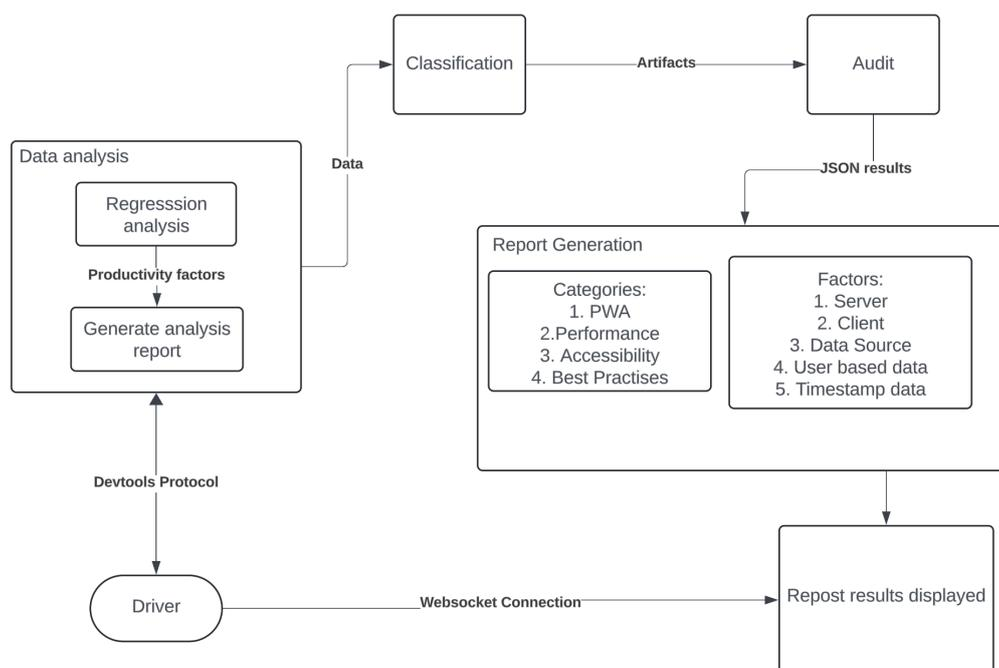 Classification
Artifacts
Audit
Data analysis
Data
JSON results
Regresssion
analysis
Productivity factors
Generate analysis
report
Report Generation
Categories:
1. PWA
2.Performance
3. Accessibility
4. Best Practises
Factors:
1. Server
2. Client
3. Data Source
4. User based data
5. Timestamp data
Devtools Protocol
Driver
Websocket Connection
Repost results displayed